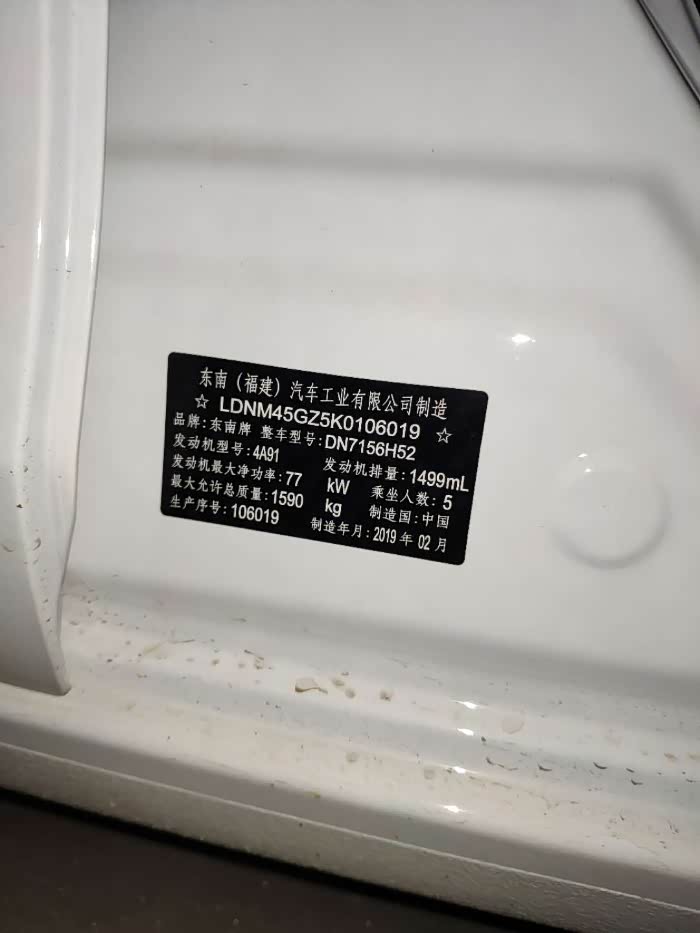 东南（福建）汽车工业有限公司制造
☆ LDNM45GZ5K0106019 ☆
品牌:东南牌 整车型号:DN7156H52
发动机型号:4A91 发动机排量:1499mL
发动机最大净功率:77 kW 乘坐人数:5
最大允许总质量:1590 kg 制造国:中国
生产序号:106019 制造年月:2019 年 02 月